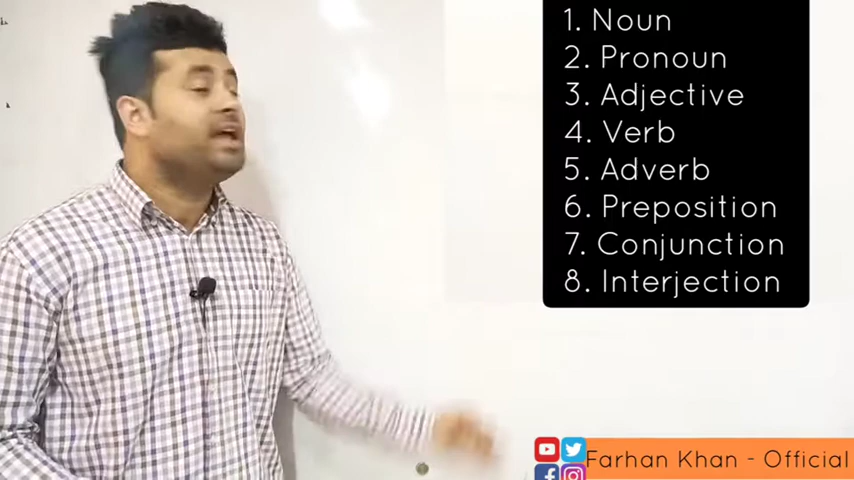 1. Noun
2. Pronoun
3. Adjective
4. Verb
5. Adverb
6. Preposition
7. Conjunction
8. Interjection
Farhan Khan - Official